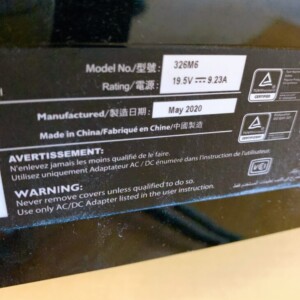 Model No./型號: 326M6
Rating/電源: 19.5V ⎓ 9.23A
Manufactured/製造日期: May 2020
Made in China/Fabriqué en Chine/中國製造
AVERTISSEMENT:
N'enlevez jamais les moins qualifié de le faire.
Utilisez uniquement Adaptateur AC / DC énuméré dans l'instruction de l'utilisateur.
WARNING:
Never remove covers unless qualified to do so.
Use only AC/DC Adapter listed in the user instruction.